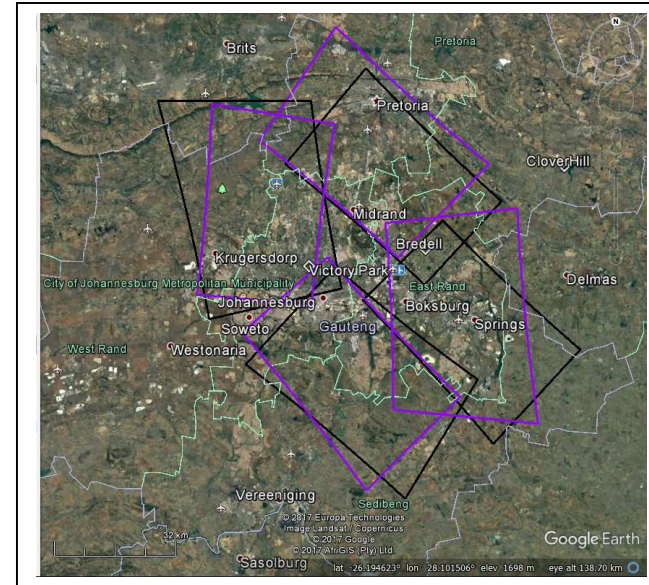 N
Pretoria
Brits
Pretoria
CloverHill
Midrand
Bredell
Krugersdorp
Victory Park
City of Johannesburg Metropolitan Municipality
East Rand
Delmas
Johannesburg
Boksburg
Soweto
Gauteng
Springs
West Rand
Westonaria
Vereeniging
Sedibeng
© 2017 Europa Technologies
Image Landsat / Copernicus
© 2017 Google
© 2017 AfriGIS (Pty) Ltd.
32 km
Google Earth
Sasolburg
lat -26.194623° lon 28.101506° elev 1698 m eye alt 138.70 km